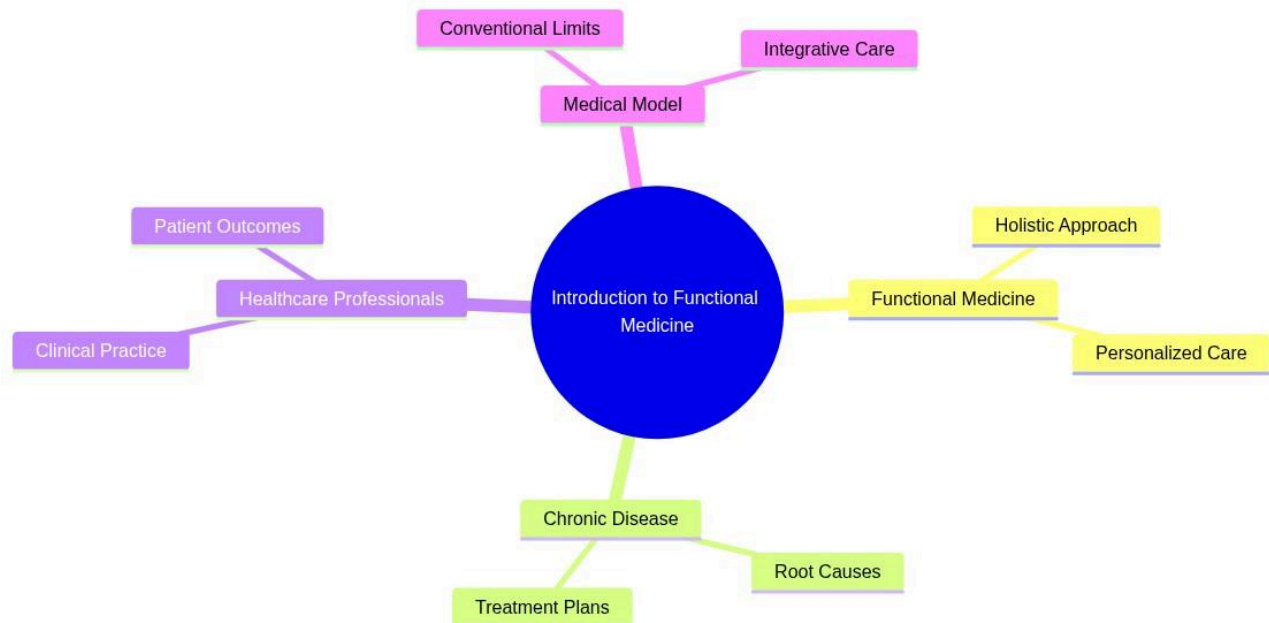 Conventional Limits
Integrative Care
Medical Model
Patient Outcomes
Holistic Approach
Healthcare Professionals
Introduction to Functional
Medicine
Functional Medicine
Clinical Practice
Personalized Care
Chronic Disease
Root Causes
Treatment Plans